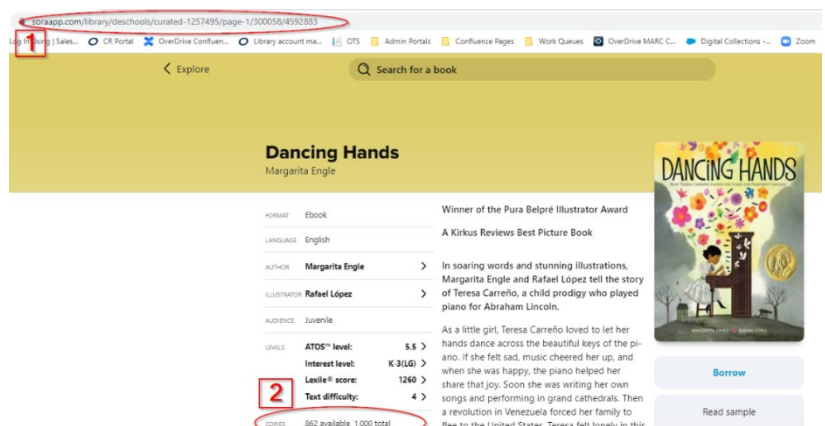 soraapp.com/library/deschools/curated-1257495/page-1/300058/4592883
1
Sales... CR Portal OverDrive Confluen... Library account ma... OTS Admin Portals Confluence Pages Work Queues OverDrive MARC C... Digital Collections -... Zoom
Explore
Search for a book
Dancing Hands
Margarita Engle
FORMAT Ebook
LANGUAGE English
AUTHOR Margarita Engle
ILLUSTRATOR Rafael López
AUDIENCE Juvenile
LEVELS ATOS™ level: 5.5
Interest level: K-3(LG)
Lexile® score: 1260
Text difficulty: 4
2
COPIES 862 available, 1,000 total
Winner of the Pura Belpré Illustrator Award
A Kirkus Reviews Best Picture Book
In soaring words and stunning illustrations,
Margarita Engle and Rafael López tell the story
of Teresa Carreño, a child prodigy who played
piano for Abraham Lincoln.
As a little girl, Teresa Carreño loved to let her
hands dance across the beautiful keys of the pi-
ano. If she felt sad, music cheered her up, and
when she was happy, the piano helped her
share that joy. Soon she was writing her own
songs and performing in grand cathedrals. Then
a revolution in Venezuela forced her family to
flee to the United States. Teresa felt lonely in this
DANCING HANDS
MARGARITA ENGLE RAFAEL LÓPEZ
Borrow
Read sample